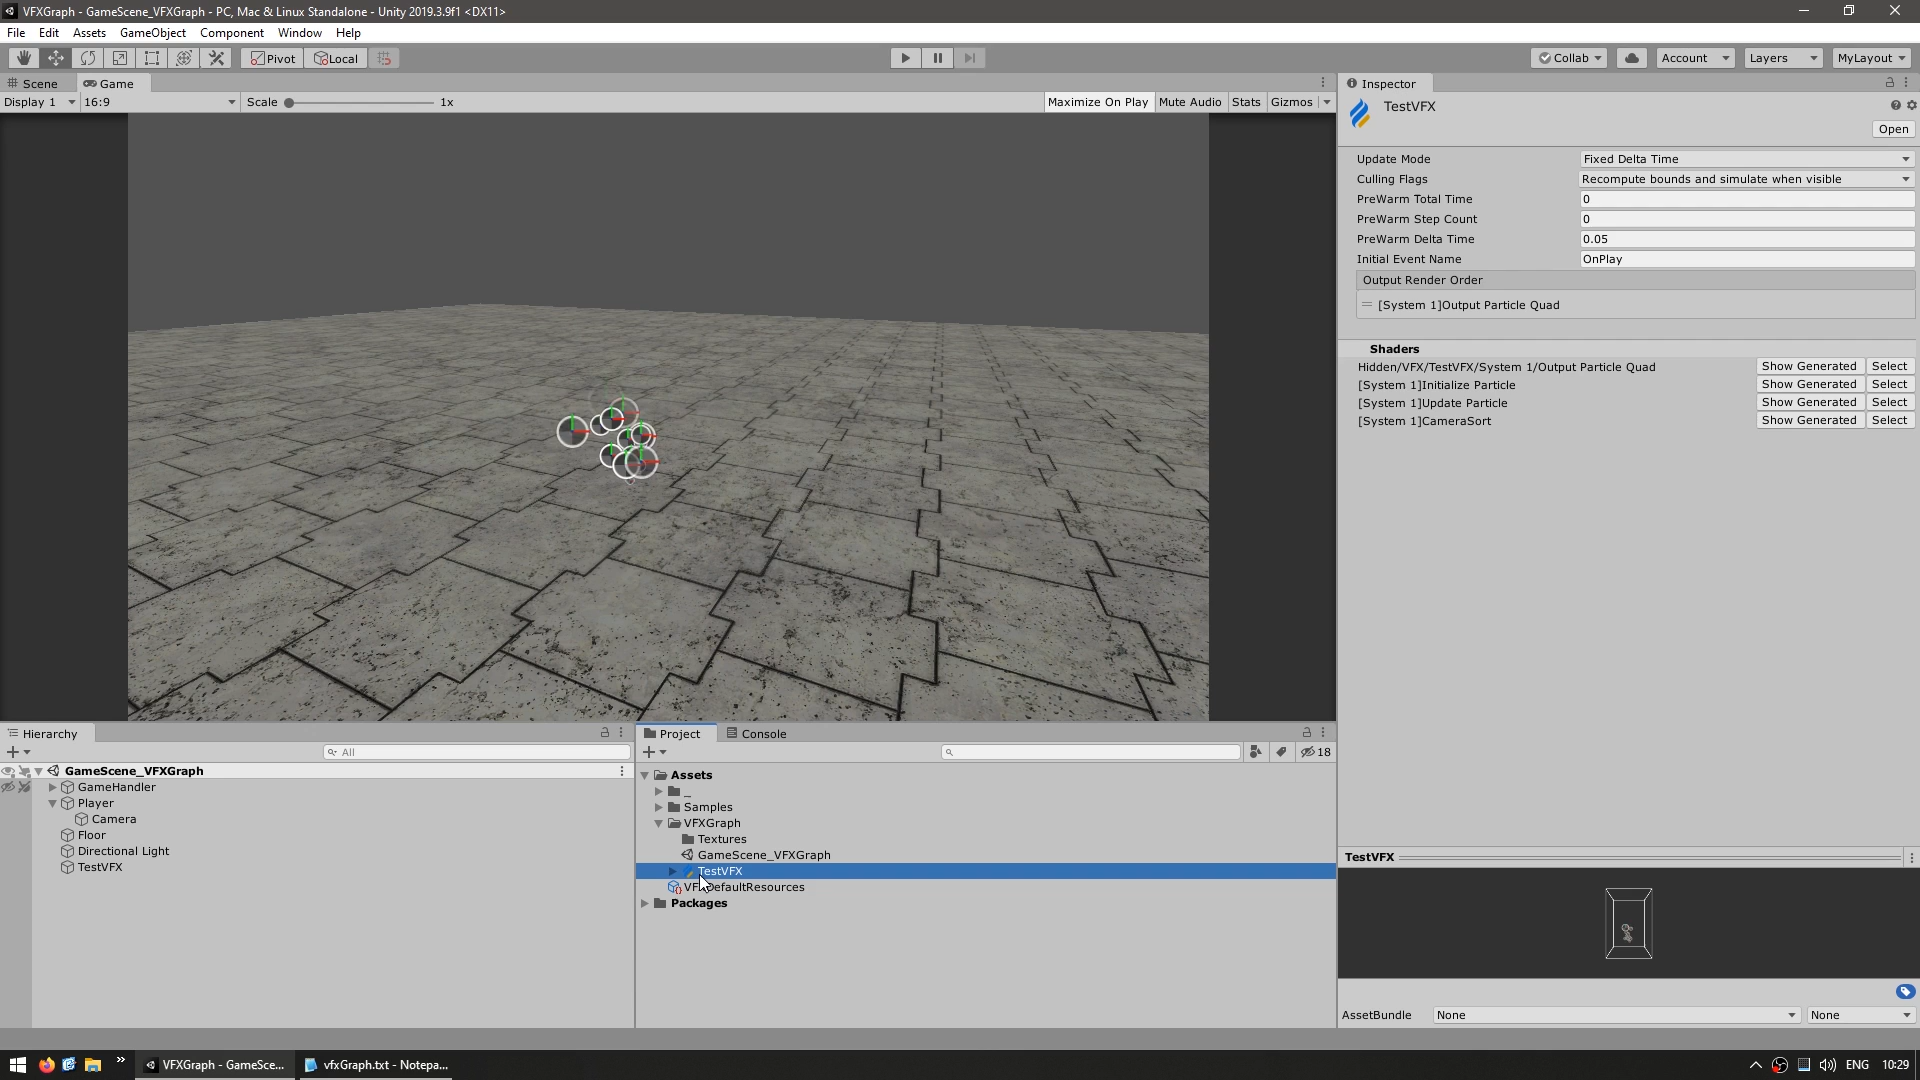 VFXGraph - GameScene_VFXGraph - PC, Mac & Linux Standalone - Unity 2019.3.9f1 <DX11>
File Edit Assets GameObject Component Window Help
Pivot Local Collab Account Layers MyLayout
Scene Game
Display 1 16:9 Scale 1x Maximize On Play Mute Audio Stats Gizmos
Inspector
TestVFX
Open
Update Mode Fixed Delta Time
Culling Flags Recompute bounds and simulate when visible
PreWarm Total Time 0
PreWarm Step Count 0
PreWarm Delta Time 0.05
Initial Event Name OnPlay
Output Render Order
[System 1]Output Particle Quad
Shaders
Hidden/VFX/TestVFX/System 1/Output Particle Quad Show Generated Select
[System 1]Initialize Particle Show Generated Select
[System 1]Update Particle Show Generated Select
[System 1]CameraSort Show Generated Select
Hierarchy
All
GameScene_VFXGraph
GameHandler
Player
Camera
Floor
Directional Light
TestVFX
Project Console
18
Assets
_
Samples
VFXGraph
Textures
GameScene_VFXGraph
TestVFX
VFXDefaultResources
Packages
TestVFX
AssetBundle None None
VFXGraph - GameSce... vfxGraph.txt - Notepa... ENG 10:29